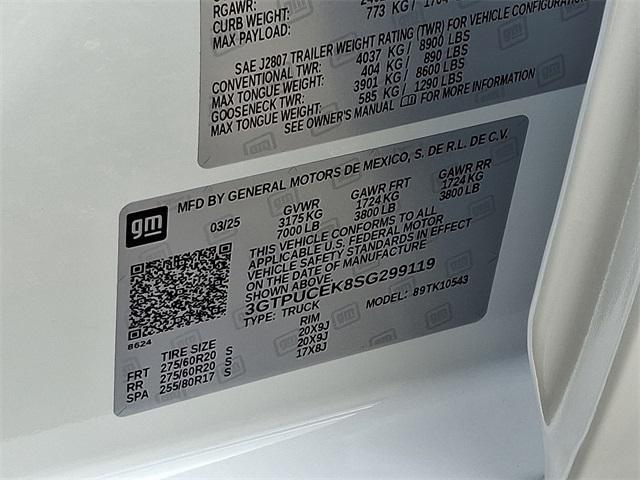 RGAWR:
CURB WEIGHT: 773 KG/ 1704
MAX PAYLOAD:
SAE J2807 TRAILER WEIGHT RATING (TWR) FOR VEHICLE CONFIGURATION
CONVENTIONAL TWR: 4037 KG/ 8900 LBS
MAX TONGUE WEIGHT: 404 KG/ 890 LBS
GOOSENECK TWR: 3901 KG/ 8600 LBS
MAX TONGUE WEIGHT: 585 KG/ 1290 LBS
SEE OWNER'S MANUAL FOR MORE INFORMATION
gm
MFD BY GENERAL MOTORS DE MEXICO, S. DE R.L. DE C.V.
03/25 GVWR GAWR FRT GAWR RR
3175 KG 1724 KG 1724 KG
7000 LB 3800 LB 3800 LB
THIS VEHICLE CONFORMS TO ALL
APPLICABLE U.S. FEDERAL MOTOR
VEHICLE SAFETY STANDARDS IN EFFECT
ON THE DATE OF MANUFACTURE
SHOWN ABOVE.
3GTPUCEK8SG299119
TYPE: TRUCK MODEL: 89TK10543
8624
TIRE SIZE RIM
FRT 275/60R20 S 20X9J
RR 275/60R20 S 20X9J
SPA 255/80R17 S 17X8J